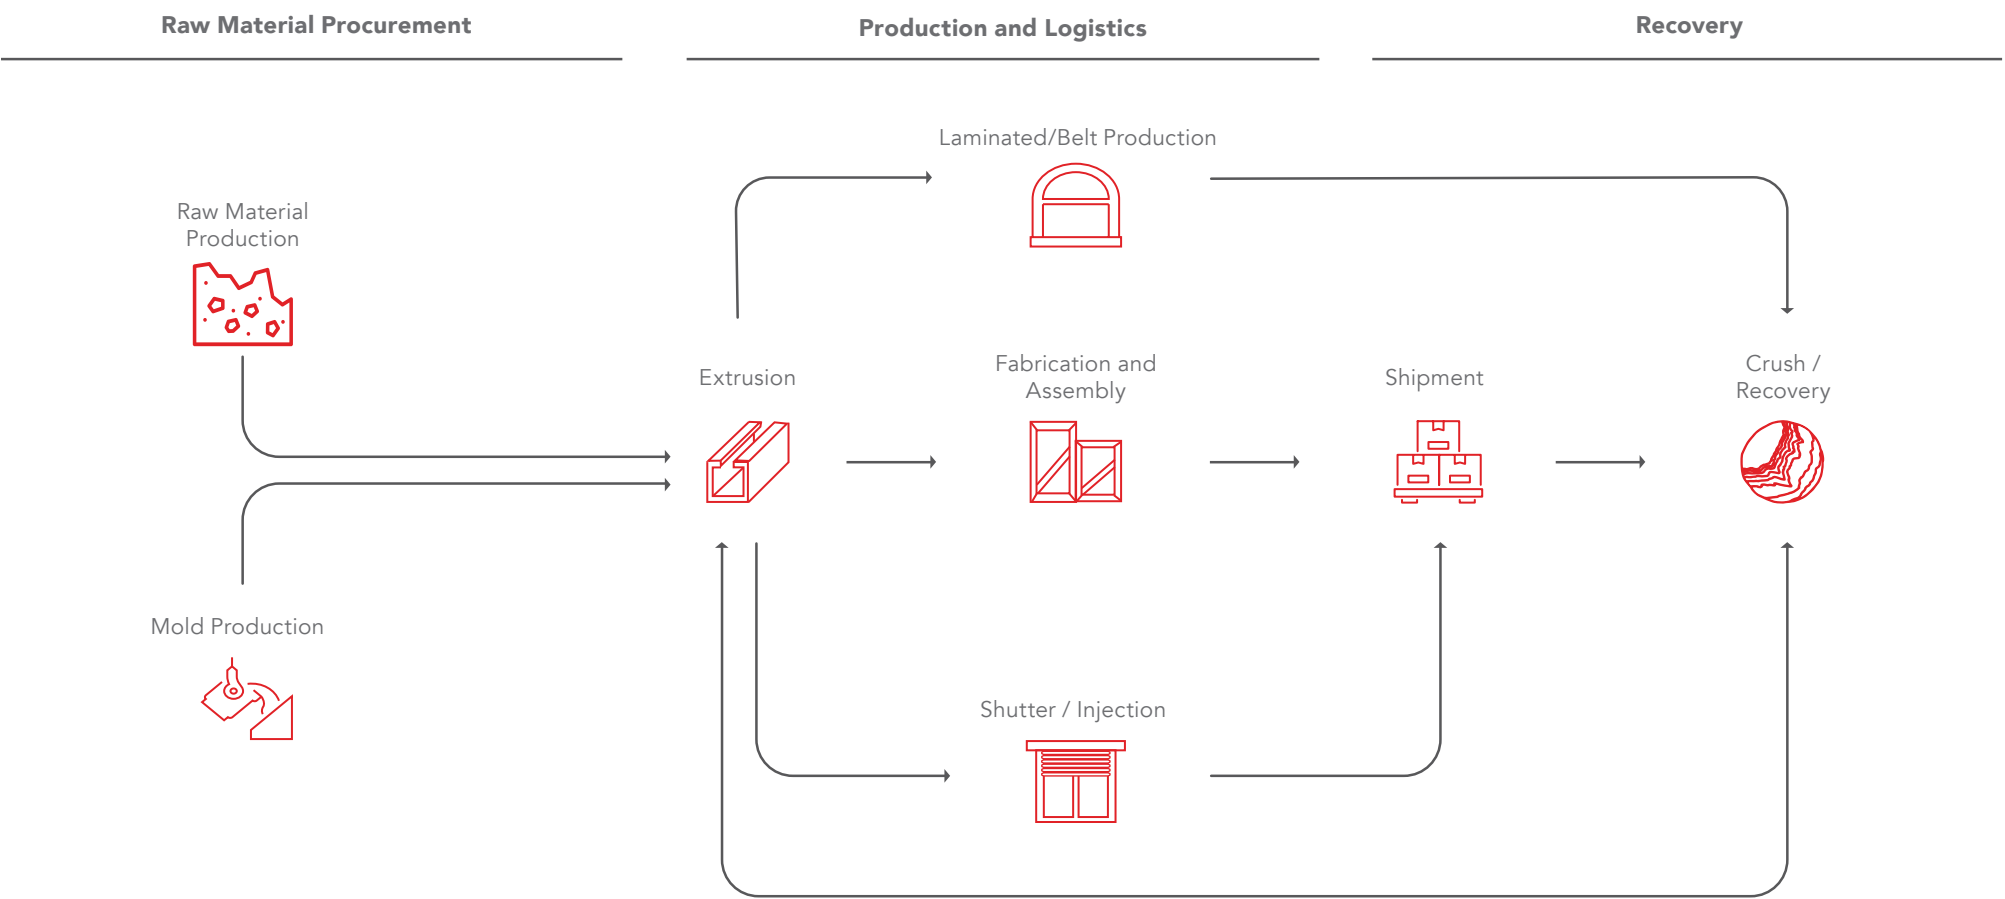 Raw Material Procurement
Production and Logistics
Recovery
Laminated/Belt Production
Raw Material
Production
Extrusion
Fabrication and
Assembly
Shipment
Crush /
Recovery
Mold Production
Shutter / Injection